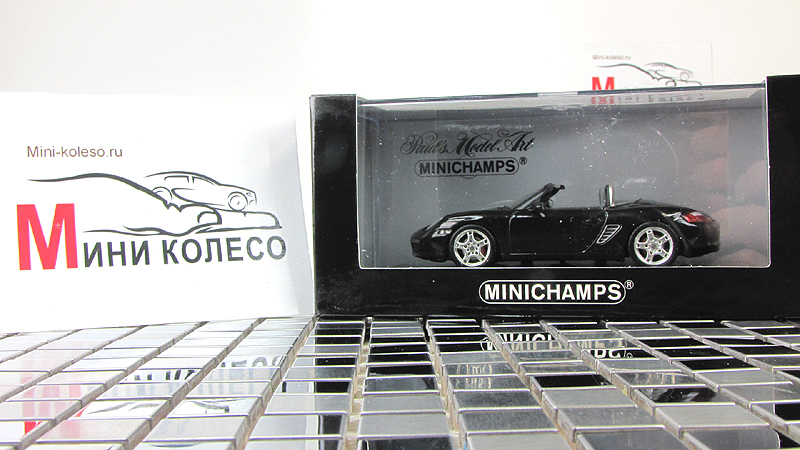 Mini-koleso.ru
Мини колесо
Mini-koleso.ru
Paul's Model Art
MINICHAMPS®
MINICHAMPS®